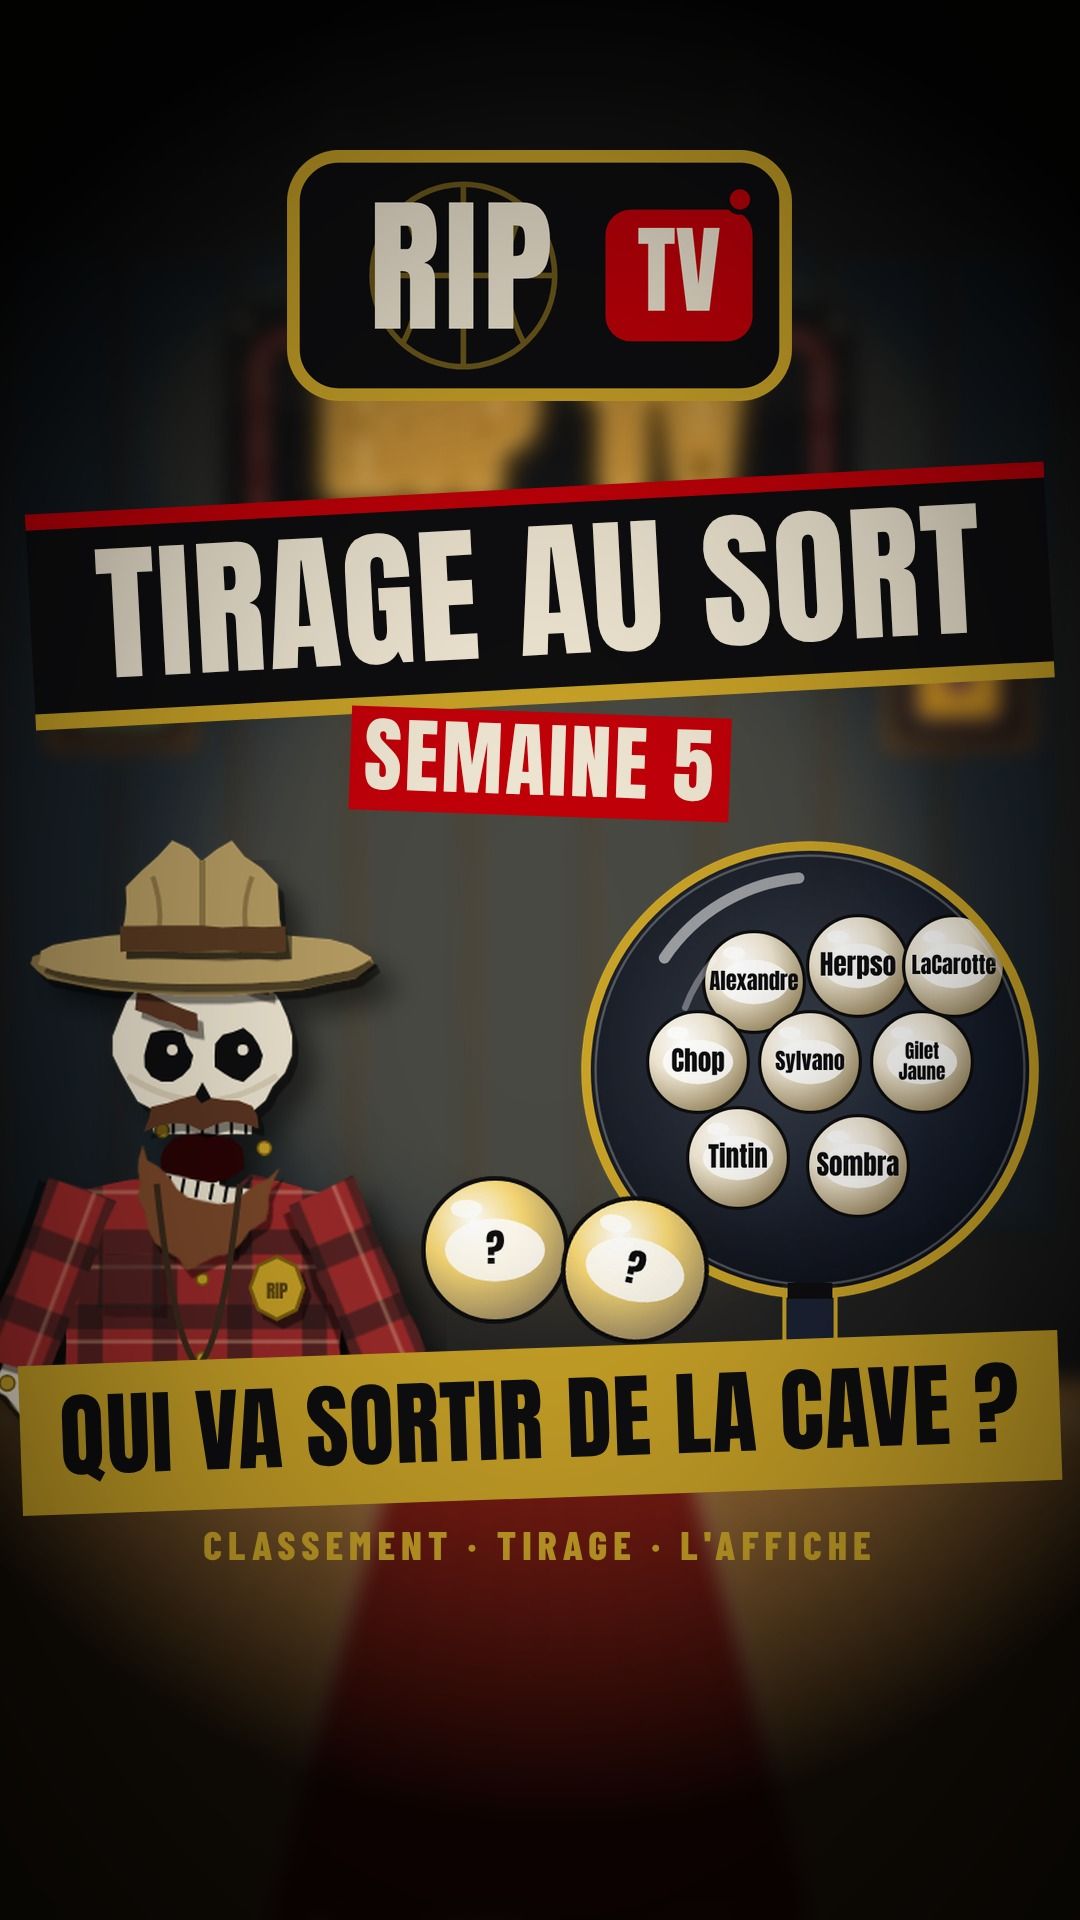 RIP TV
TIRAGE AU SORT
SEMAINE 5
Alexandre
Herpso
LaCarotte
Chop
Sylvano
Gilet
Jaune
Tintin
Sombra
?
?
RIP
QUI VA SORTIR DE LA CAVE ?
CLASSEMENT · TIRAGE · L'AFFICHE